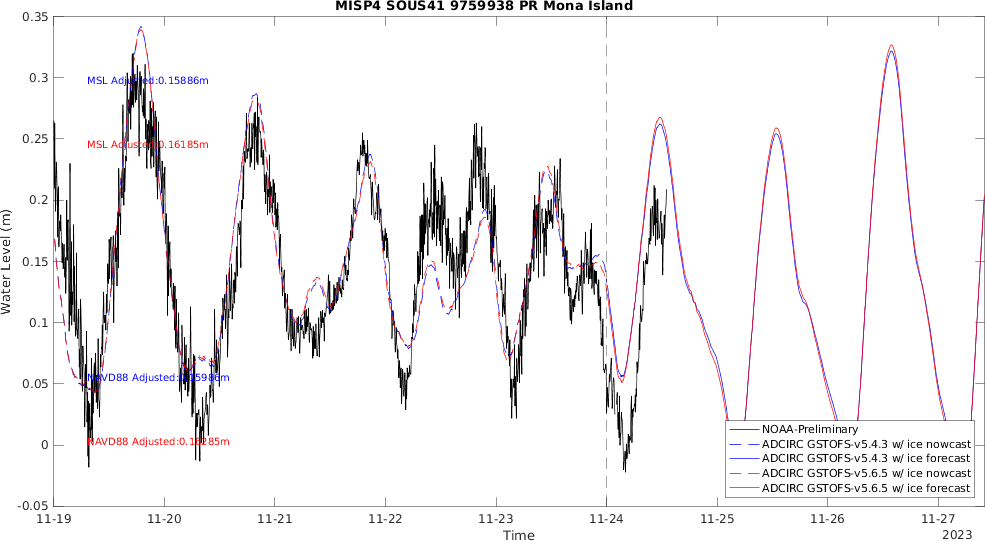 MISP4 SOUS41 9759938 PR Mona Island
0.35
0.3
0.25
0.2
0.15
0.1
0.05
0
-0.05
Water Level (m)
MSL Adjusted:0.15886m
MSL Adjusted:0.16185m
NAVD88 Adjusted:0.15986m
NAVD88 Adjusted:0.16285m
NOAA-Preliminary
ADCIRC GSTOFS-v5.4.3 w/ ice nowcast
ADCIRC GSTOFS-v5.4.3 w/ ice forecast
ADCIRC GSTOFS-v5.6.5 w/ ice nowcast
ADCIRC GSTOFS-v5.6.5 w/ ice forecast
11-19 11-20 11-21 11-22 11-23 11-24 11-25 11-26 11-27
Time
2023